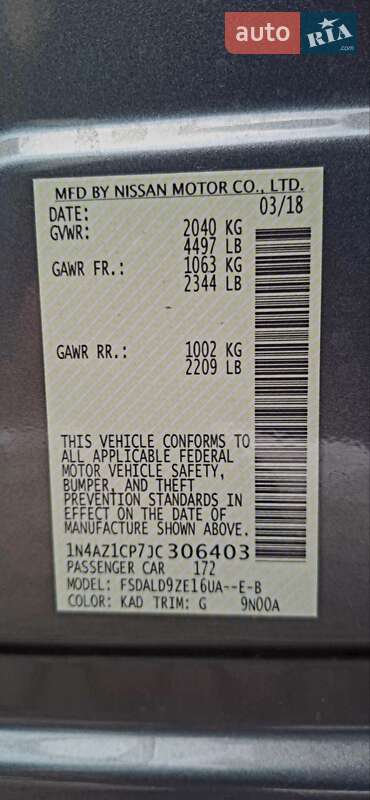 auto RIA
.com
MFD BY NISSAN MOTOR CO., LTD.
DATE: 03/18
GVWR: 2040 KG
4497 LB
GAWR FR.: 1063 KG
2344 LB
GAWR RR.: 1002 KG
2209 LB
THIS VEHICLE CONFORMS TO
ALL APPLICABLE FEDERAL
MOTOR VEHICLE SAFETY,
BUMPER, AND THEFT
PREVENTION STANDARDS IN
EFFECT ON THE DATE OF
MANUFACTURE SHOWN ABOVE.
1N4AZ1CP7JC306403
PASSENGER CAR 172
MODEL: FSDALD9ZE16UA--E-B
COLOR: KAD TRIM: G 9N00A